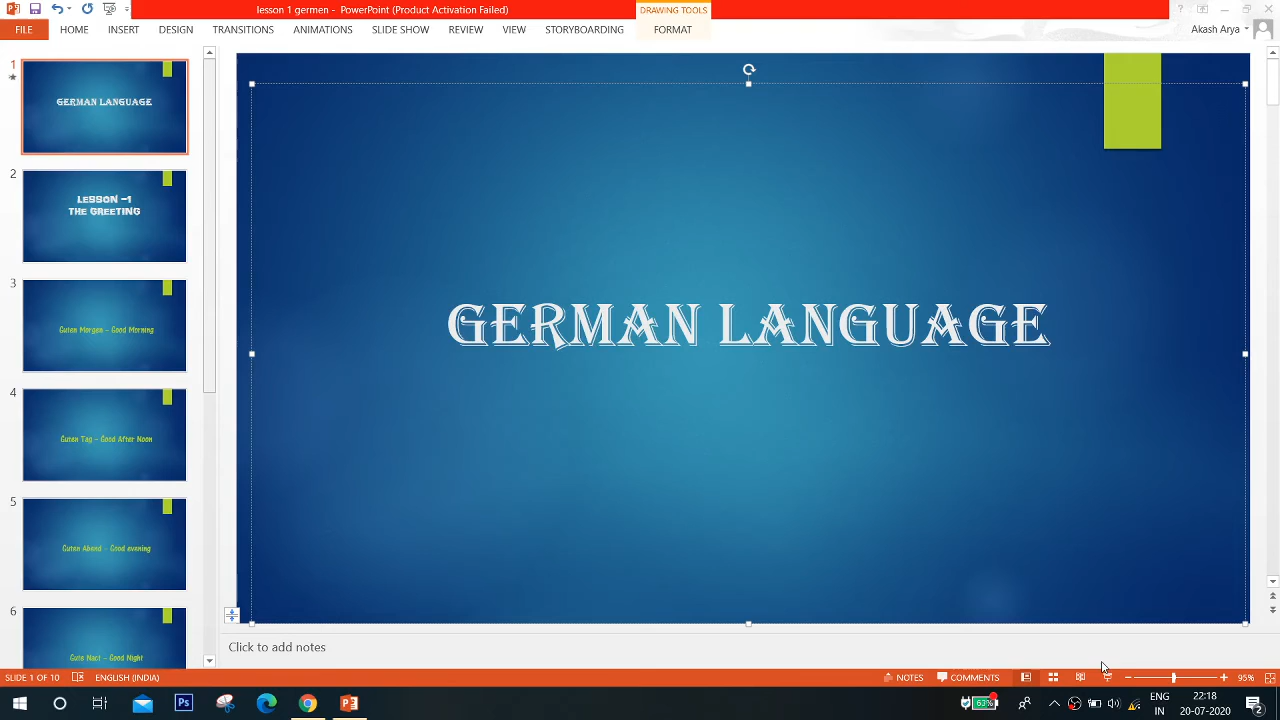 lesson 1 germen - PowerPoint (Product Activation Failed)
DRAWING TOOLS
FILE HOME INSERT DESIGN TRANSITIONS ANIMATIONS SLIDE SHOW REVIEW VIEW STORYBOARDING FORMAT
Akash Arya
1
GERMAN LANGUAGE
2
LESSON -1
THE GREETING
3
Guten Morgen - Good Morning
4
Guten Tag - Good After Noon
5
Guten Abend - Good evening
6
Gute Nact - Good Night
GERMAN LANGUAGE
Click to add notes
SLIDE 1 OF 10 ENGLISH (INDIA) NOTES COMMENTS 95%
Ps
63%
ENG
IN
22:18
20-07-2020
2